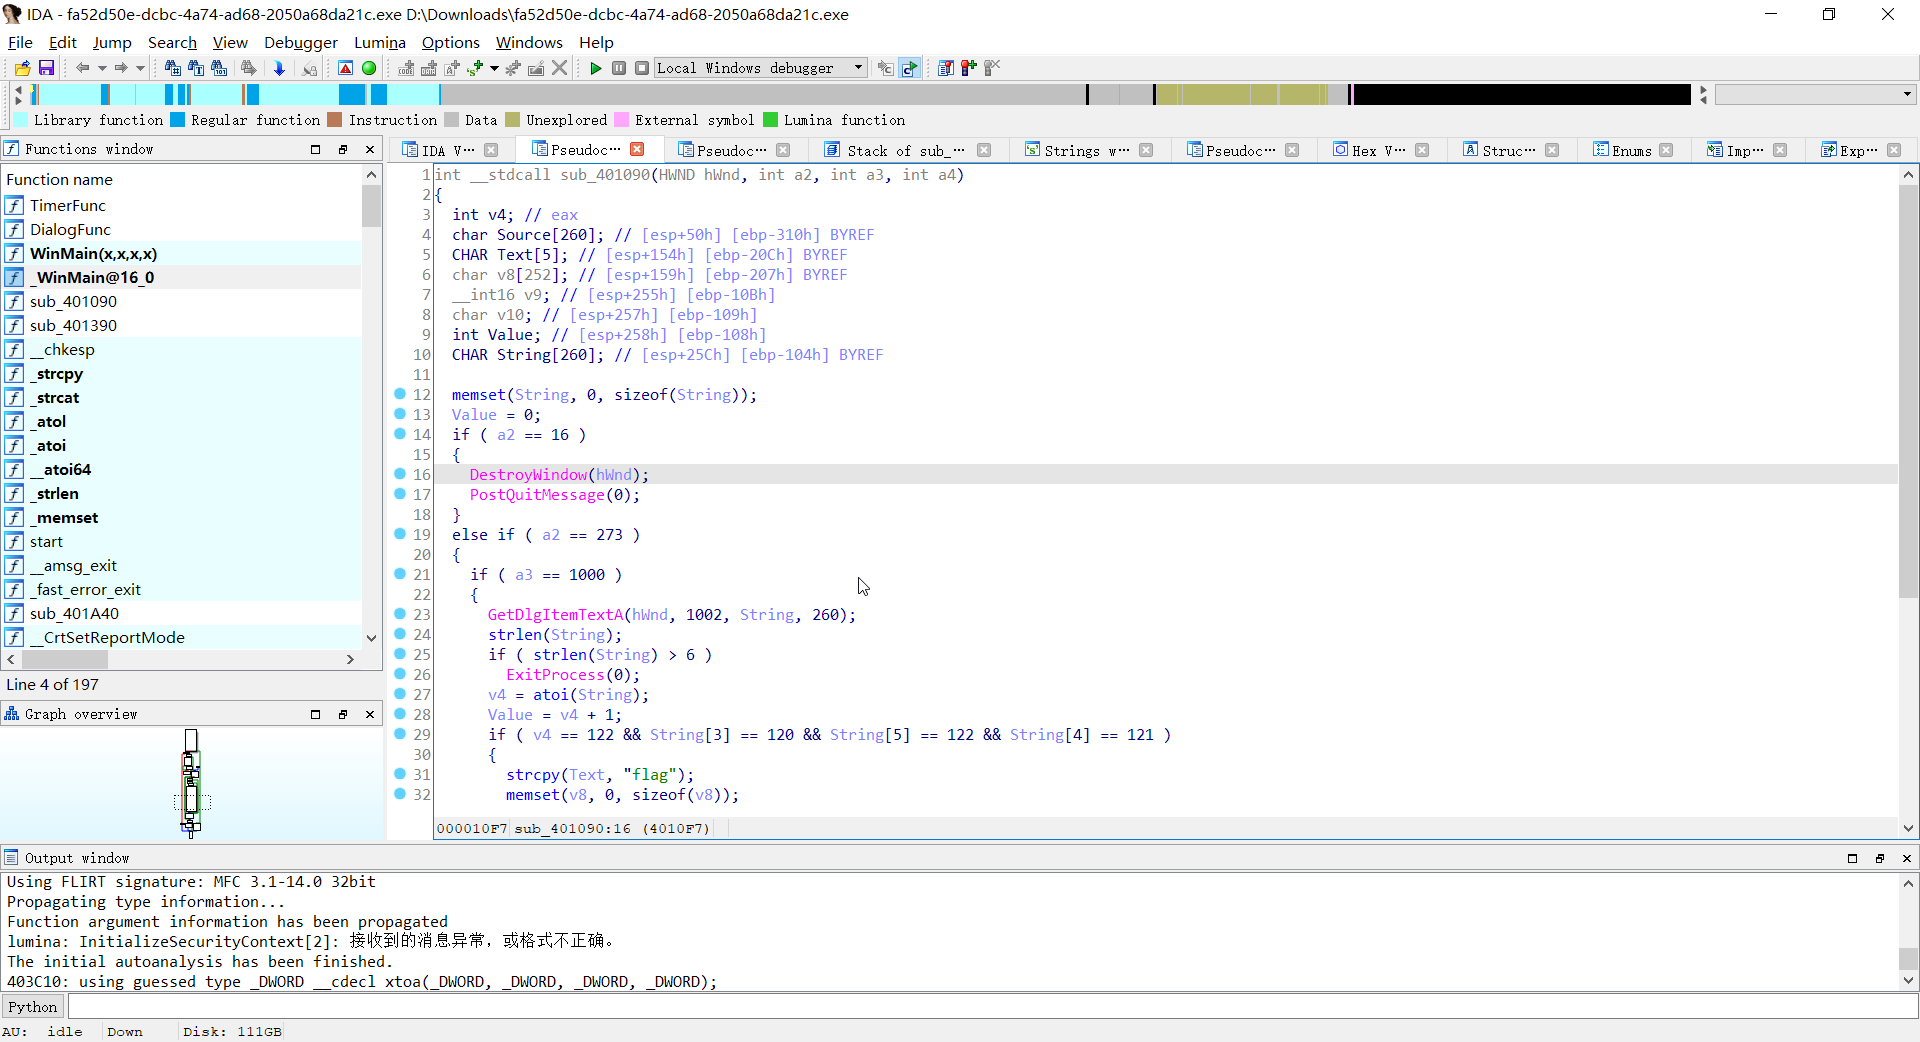 IDA - fa52d50e-dcbc-4a74-ad68-2050a68da21c.exe D:\Downloads\fa52d50e-dcbc-4a74-ad68-2050a68da21c.exe
File Edit Jump Search View Debugger Lumina Options Windows Help
Local Windows debugger
Library function Regular function Instruction Data Unexplored External symbol Lumina function
Functions window
IDA V··· Pseudoc··· Pseudoc··· Stack of sub_··· Strings w··· Pseudoc··· Hex V··· Struc··· Enums Imp··· Exp···
Function name
TimerFunc
DialogFunc
WinMain(x,x,x,x)
_WinMain@16_0
sub_401090
sub_401390
__chkesp
_strcpy
_strcat
_atol
_atoi
__atoi64
_strlen
_memset
start
__amsg_exit
_fast_error_exit
sub_401A40
__CrtSetReportMode
Line 4 of 197
Graph overview
1 int __stdcall sub_401090(HWND hWnd, int a2, int a3, int a4)
2 {
3 int v4; // eax
4 char Source[260]; // [esp+50h] [ebp-310h] BYREF
5 CHAR Text[5]; // [esp+154h] [ebp-20Ch] BYREF
6 char v8[252]; // [esp+159h] [ebp-207h] BYREF
7 __int16 v9; // [esp+255h] [ebp-10Bh]
8 char v10; // [esp+257h] [ebp-109h]
9 int Value; // [esp+258h] [ebp-108h]
10 CHAR String[260]; // [esp+25Ch] [ebp-104h] BYREF
11
12 memset(String, 0, sizeof(String));
13 Value = 0;
14 if ( a2 == 16 )
15 {
16 DestroyWindow(hWnd);
17 PostQuitMessage(0);
18 }
19 else if ( a2 == 273 )
20 {
21 if ( a3 == 1000 )
22 {
23 GetDlgItemTextA(hWnd, 1002, String, 260);
24 strlen(String);
25 if ( strlen(String) > 6 )
26 ExitProcess(0);
27 v4 = atoi(String);
28 Value = v4 + 1;
29 if ( v4 == 122 && String[3] == 120 && String[5] == 122 && String[4] == 121 )
30 {
31 strcpy(Text, "flag");
32 memset(v8, 0, sizeof(v8));
000010F7 sub_401090:16 (4010F7)
Output window
Using FLIRT signature: MFC 3.1-14.0 32bit
Propagating type information...
Function argument information has been propagated
lumina: InitializeSecurityContext[2]: 接收到的消息异常，或格式不正确。
The initial autoanalysis has been finished.
403C10: using guessed type _DWORD __cdecl xtoa(_DWORD, _DWORD, _DWORD, _DWORD);
Python
AU: idle Down Disk: 111GB